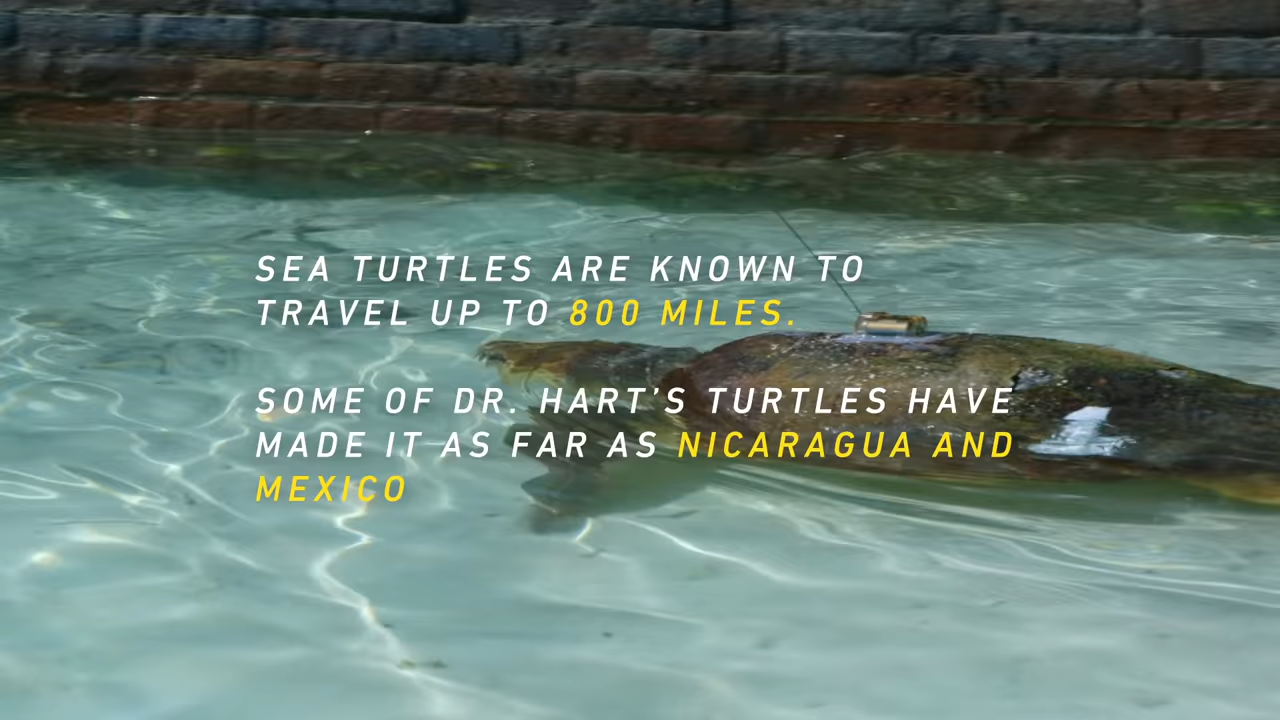 SEA TURTLES ARE KNOWN TO
TRAVEL UP TO 800 MILES.
SOME OF DR. HART'S TURTLES HAVE
MADE IT AS FAR AS NICARAGUA AND
MEXICO